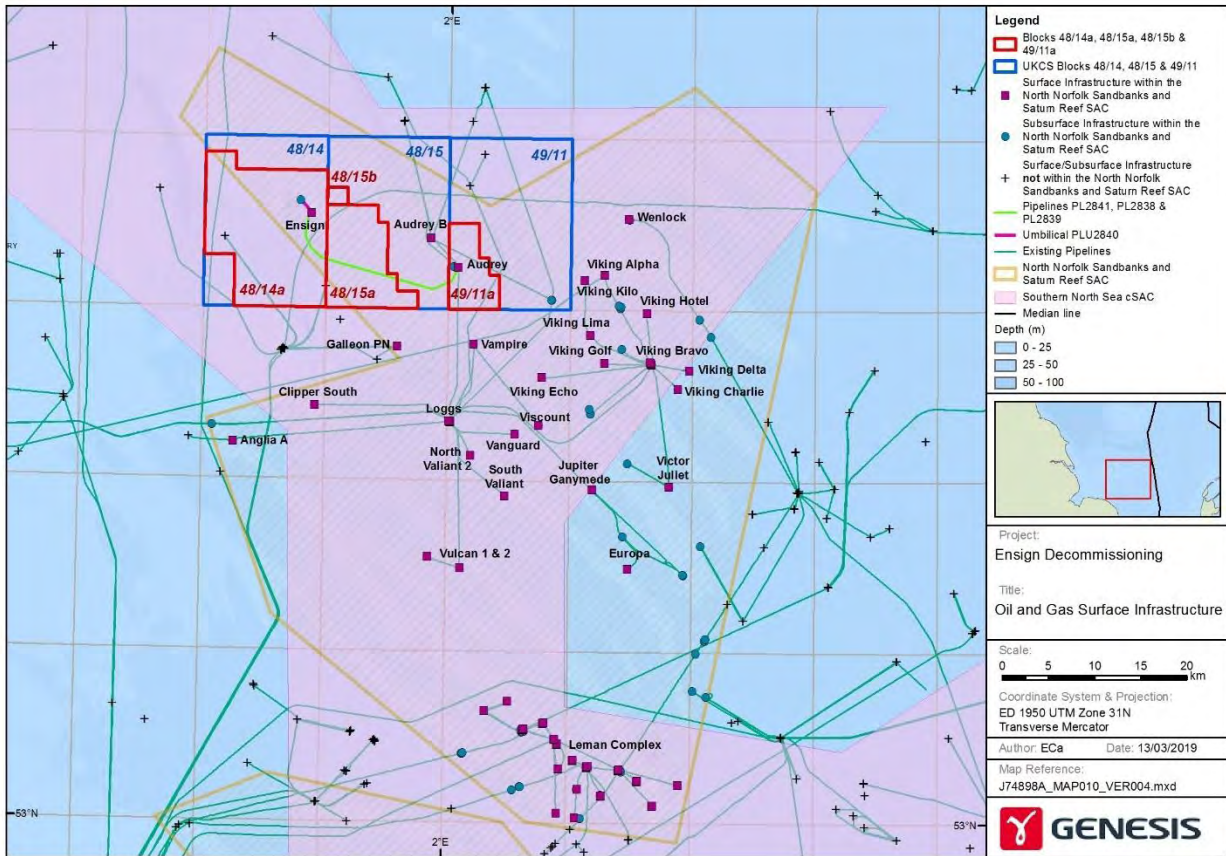 2°E
48/14
48/15
49/11
48/15b
Ensign
Audrey B
Audrey
Wenlock
48/14a
48/15a
49/11a
Viking Alpha
Viking Kilo
Viking Hotel
Viking Lima
Galleon PN
Vampire
Viking Golf
Viking Bravo
Viking Delta
Viking Echo
Viking Charlie
Clipper South
Loggs
Viscount
Anglia A
Vanguard
North
Valiant 2
South
Valiant
Jupiter
Ganymede
Victor
Juliet
Vulcan 1 & 2
Europa
Leman Complex
53°N
53°N
2°E
RY
Legend
Blocks 48/14a, 48/15a, 48/15b &
49/11a
UKCS Blocks 48/14, 48/15 & 49/11
Surface Infrastructure within the
North Norfolk Sandbanks and
Saturn Reef SAC
Subsurface Infrastructure within the
North Norfolk Sandbanks and
Saturn Reef SAC
Surface/Subsurface Infrastructure
not within the North Norfolk
Sandbanks and Saturn Reef SAC
Pipelines PL2841, PL2838 &
PL2839
Umbilical PLU2840
Existing Pipelines
North Norfolk Sandbanks and
Saturn Reef SAC
Southern North Sea cSAC
Median line
Depth (m)
0 - 25
25 - 50
50 - 100
Project:
Ensign Decommissioning
Title:
Oil and Gas Surface Infrastructure
Scale:
0 5 10 15 20
km
Coordinate System & Projection:
ED 1950 UTM Zone 31N
Transverse Mercator
Author: ECa Date: 13/03/2019
Map Reference:
J74898A_MAP010_VER004.mxd
GENESIS